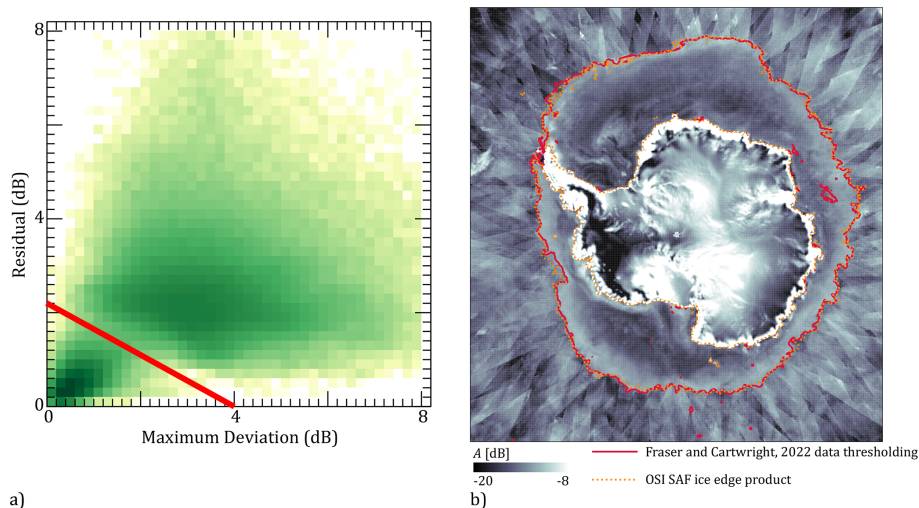 8
4
0
0
4
8
Residual (dB)
Maximum Deviation (dB)
a)
A [dB]
-20
-8
Fraser and Cartwright, 2022 data thresholding
OSI SAF ice edge product
b)